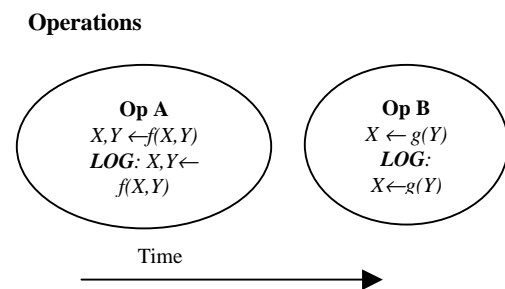 Operations
Op A
X,Y ←f(X,Y)
LOG: X,Y←
f(X,Y)
Op B
X ← g(Y)
LOG:
X←g(Y)
Time